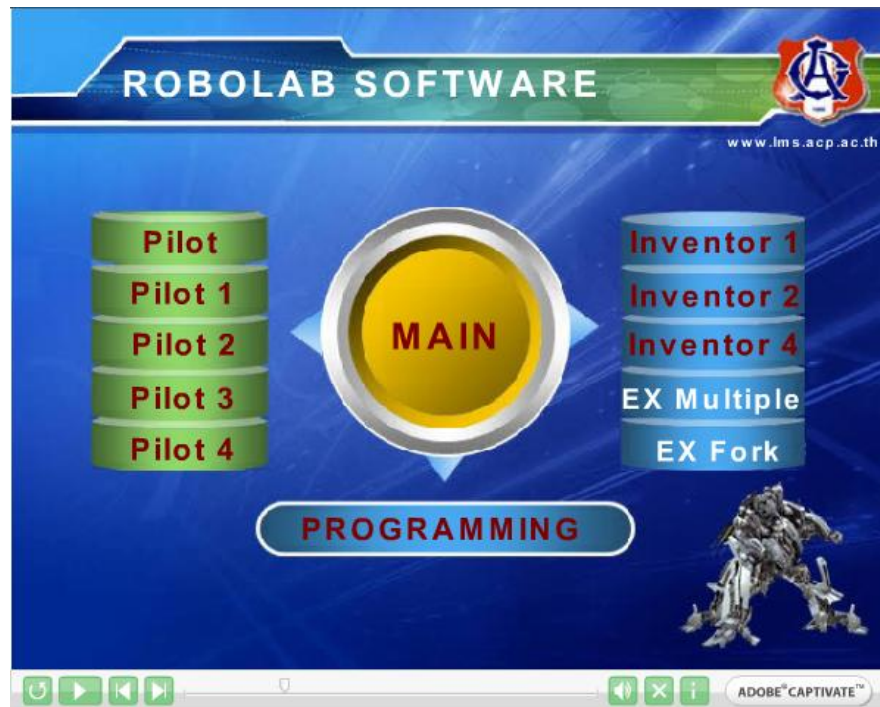 ROBOLAB SOFTWARE
www.lms.acp.ac.th
Pilot
Pilot 1
Pilot 2
Pilot 3
Pilot 4
MAIN
Inventor 1
Inventor 2
Inventor 4
EX Multiple
EX Fork
PROGRAMMING
ADOBE® CAPTIVATE™